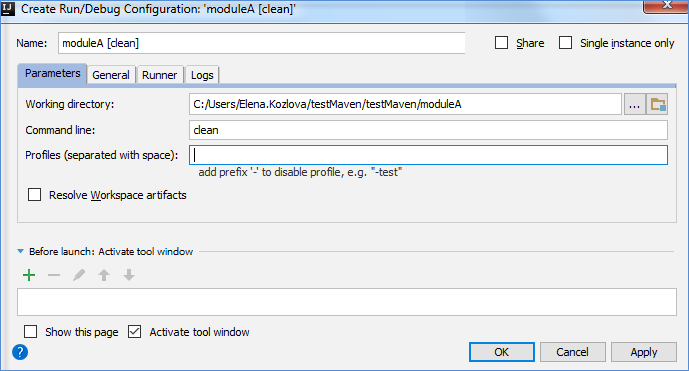 Create Run/Debug Configuration: 'moduleA [clean]'
Name: moduleA [clean] Share Single instance only
Parameters General Runner Logs
Working directory: C:/Users/Elena.Kozlova/testMaven/testMaven/moduleA ...
Command line: clean
Profiles (separated with space):
add prefix '-' to disable profile, e.g. "-test"
Resolve Workspace artifacts
Before launch: Activate tool window
Show this page Activate tool window
? OK Cancel Apply